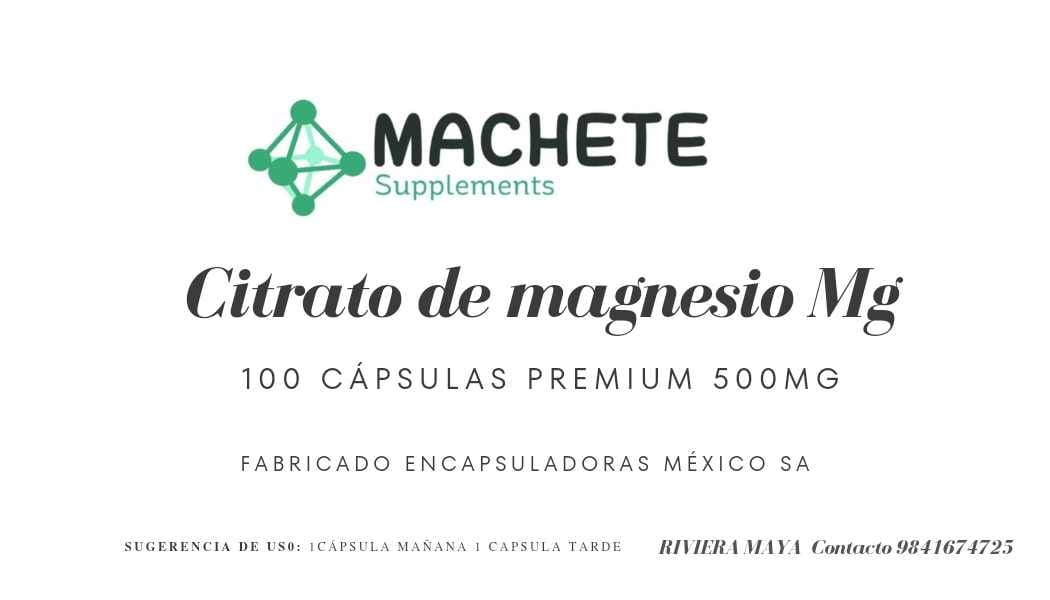 MACHETE
Supplements
Citrato de magnesio Mg
100 CÁPSULAS PREMIUM 500MG
FABRICADO ENCAPSULADORAS MÉXICO SA
SUGERENCIA DE US0: 1CÁPSULA MAÑANA 1 CAPSULA TARDE
RIVIERA MAYA Contacto 9841674725